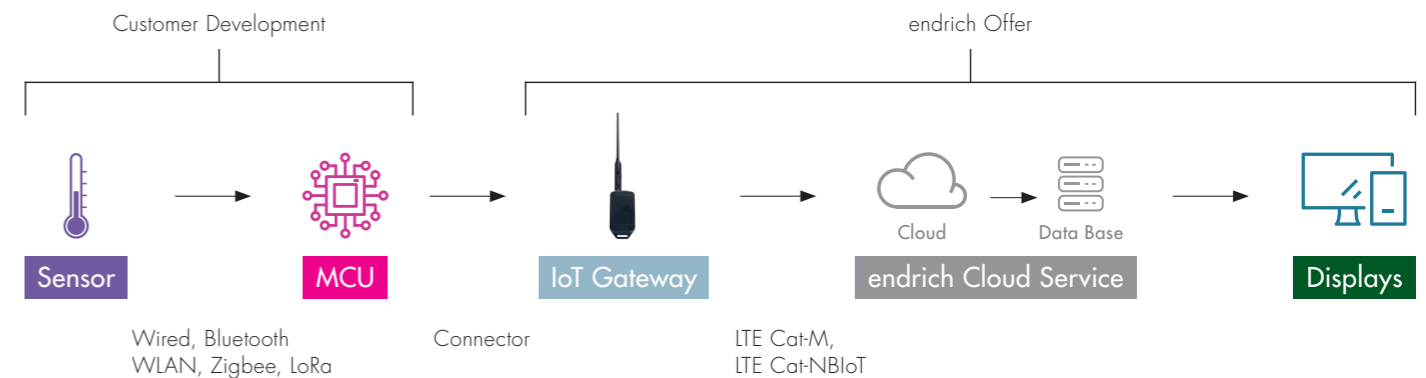 Customer Development
endrich Offer
Cloud
Data Base
Sensor
MCU
IoT Gateway
endrich Cloud Service
Displays
Wired, Bluetooth
WLAN, Zigbee, LoRa
Connector
LTE Cat-M,
LTE Cat-NBIoT